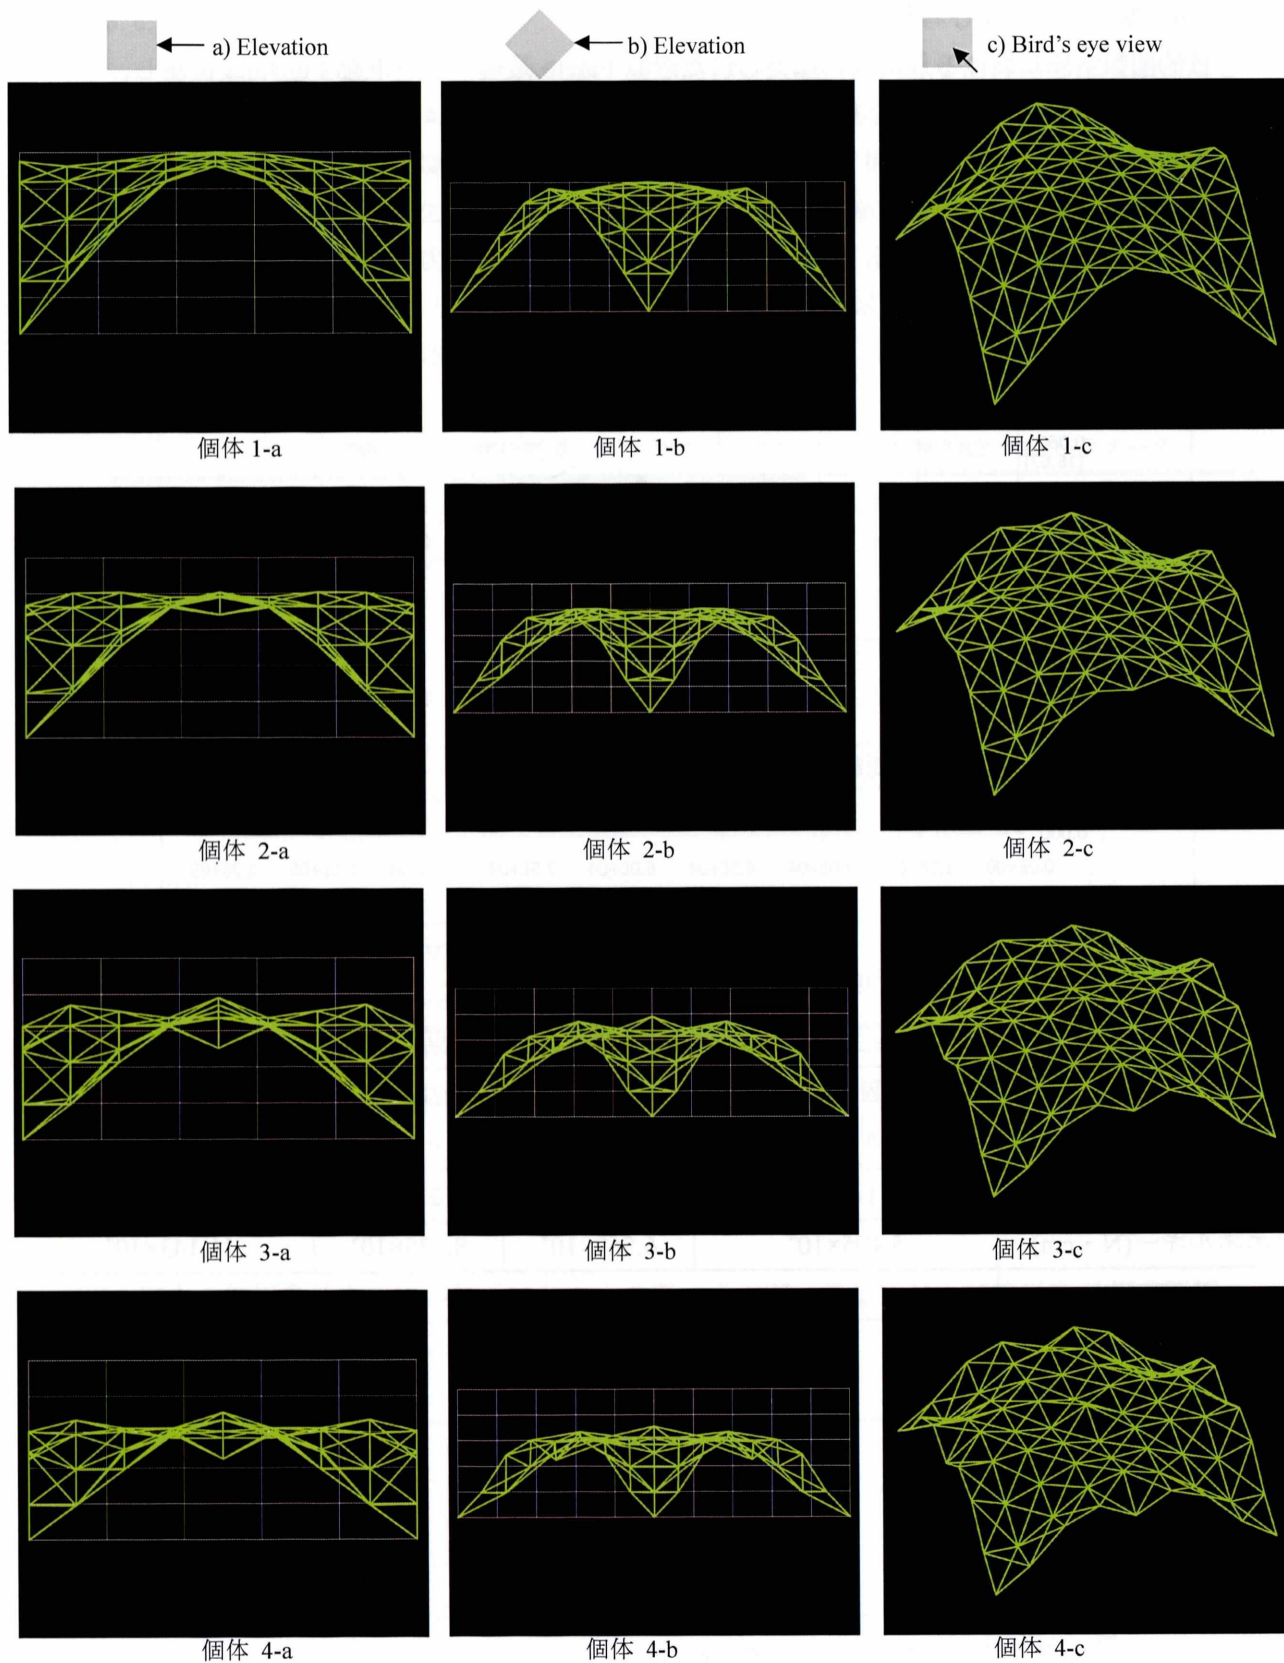 a) Elevation
b) Elevation
c) Bird's eye view
個体 1-a
個体 1-b
個体 1-c
個体 2-a
個体 2-b
個体 2-c
個体 3-a
個体 3-b
個体 3-c
個体 4-a
個体 4-b
個体 4-c